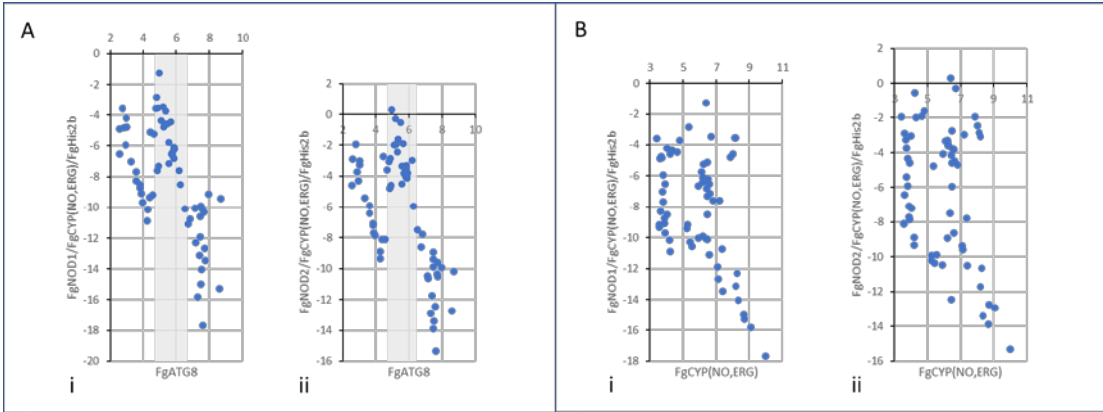 A
B
0 2 4 6 8 10
0
-2
-4
-6
-8
-10
-12
-14
-16
-18
-20
FgNOD1/FgCYP(NO,ERG)/FgHis2b
FgATG8
i
2
0
-2
-4
-6
-8
-10
-12
-14
-16
0 2 4 6 8 10
FgNOD2/FgCYP(NO,ERG)/FgHis2b
FgATG8
ii
3 5 7 9 11
2
0
-2
-4
-6
-8
-10
-12
-14
-16
-18
FgNOD1/FgCYP(NO,ERG)/FgHis2b
FgCYP(NO,ERG)
i
2
0
-2
-4
-6
-8
-10
-12
-14
-16
3 5 7 9 11
FgNOD2/FgCYP(NO,ERG)/FgHis2b
FgCYP(NO,ERG)
ii